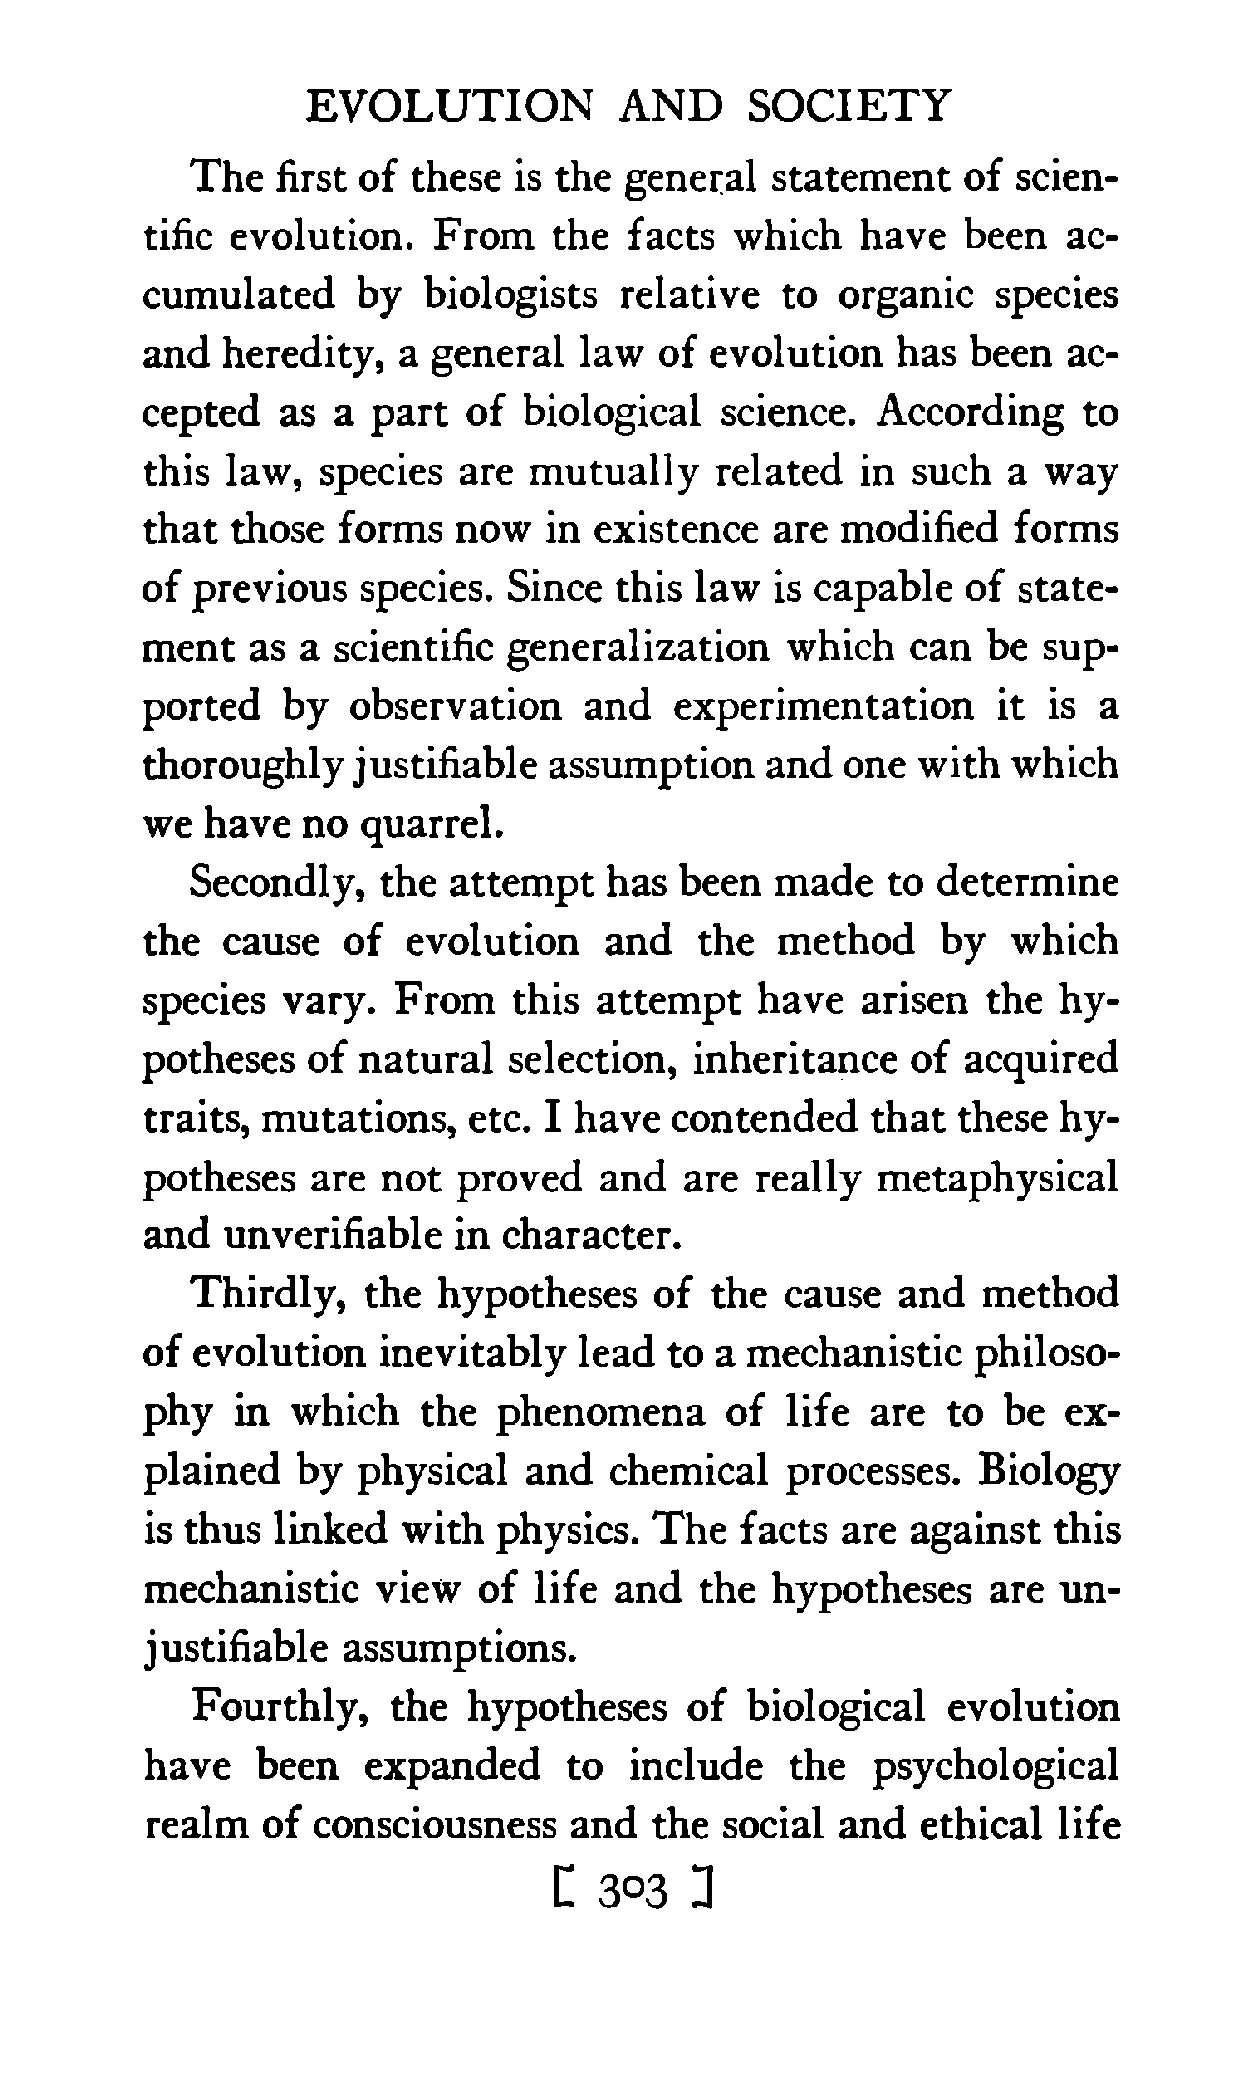 EVOLUTION AND SOCIETY
The first of these is the general statement of scien-
tific evolution. From the facts which have been ac-
cumulated by biologists relative to organic species
and heredity, a general law of evolution has been ac-
cepted as a part of biological science. According to
this law, species are mutually related in such a way
that those forms now in existence are modified forms
of previous species. Since this law is capable of state-
ment as a scientific generalization which can be sup-
ported by observation and experimentation it is a
thoroughly justifiable assumption and one with which
we have no quarrel.
Secondly, the attempt has been made to determine
the cause of evolution and the method by which
species vary. From this attempt have arisen the hy-
potheses of natural selection, inheritance of acquired
traits, mutations, etc. I have contended that these hy-
potheses are not proved and are really metaphysical
and unverifiable in character.
Thirdly, the hypotheses of the cause and method
of evolution inevitably lead to a mechanistic philoso-
phy in which the phenomena of life are to be ex-
plained by physical and chemical processes. Biology
is thus linked with physics. The facts are against this
mechanistic view of life and the hypotheses are un-
justifiable assumptions.
Fourthly, the hypotheses of biological evolution
have been expanded to include the psychological
realm of consciousness and the social and ethical life
[ 303 ]